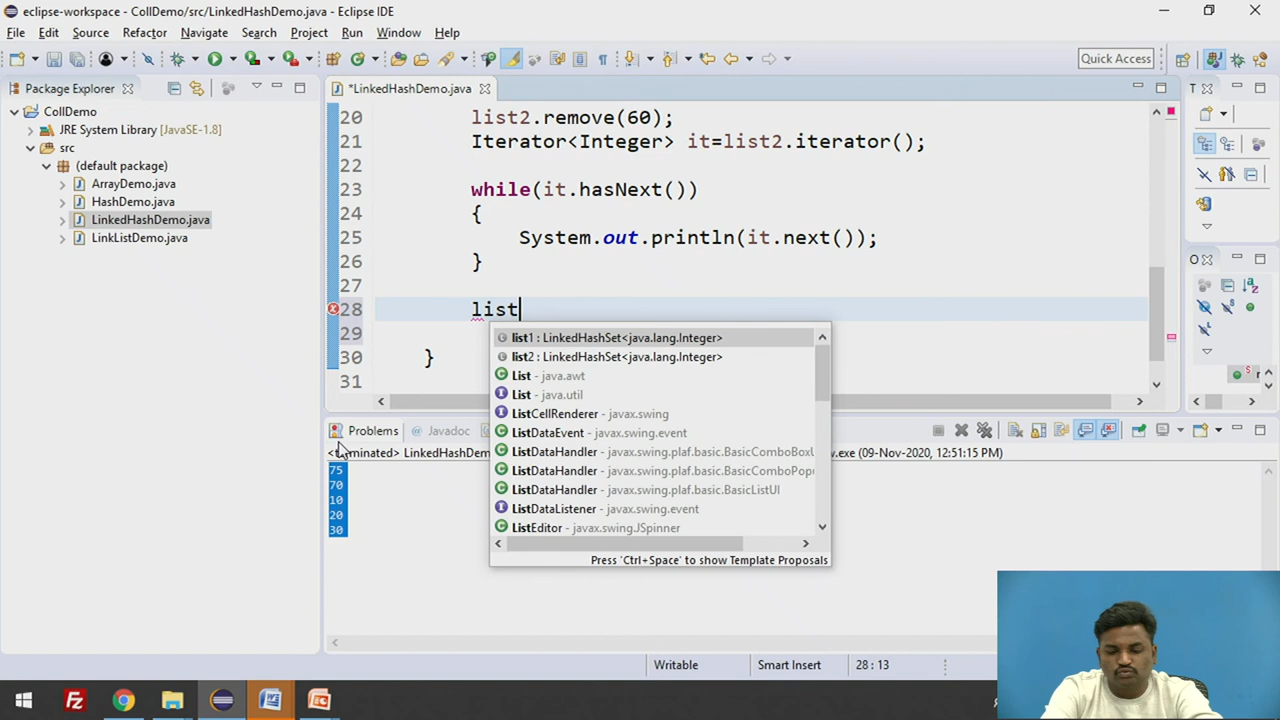 eclipse-workspace - CollDemo/src/LinkedHashDemo.java - Eclipse IDE
File Edit Source Refactor Navigate Search Project Run Window Help
Quick Access
Package Explorer
*LinkedHashDemo.java
T
CollDemo
JRE System Library [JavaSE-1.8]
src
(default package)
ArrayDemo.java
HashDemo.java
LinkedHashDemo.java
LinkListDemo.java
20 list2.remove(60);
21 Iterator<Integer> it=list2.iterator();
22
23 while(it.hasNext())
24 {
25 System.out.println(it.next());
26 }
27
28 list
29
30 }
31
O
list1 : LinkedHashSet<java.lang.Integer>
list2 : LinkedHashSet<java.lang.Integer>
List - java.awt
List - java.util
ListCellRenderer - javax.swing
ListDataEvent - javax.swing.event
ListDataHandler - javax.swing.plaf.basic.BasicComboBoxU
ListDataHandler - javax.swing.plaf.basic.BasicComboPopu
ListDataHandler - javax.swing.plaf.basic.BasicListUI
ListDataListener - javax.swing.event
ListEditor - javax.swing.JSpinner
Press 'Ctrl+Space' to show Template Proposals
Problems Javadoc
<terminated> LinkedHashDem
w.exe (09-Nov-2020, 12:51:15 PM)
75
70
10
20
30
Writable Smart Insert 28 : 13